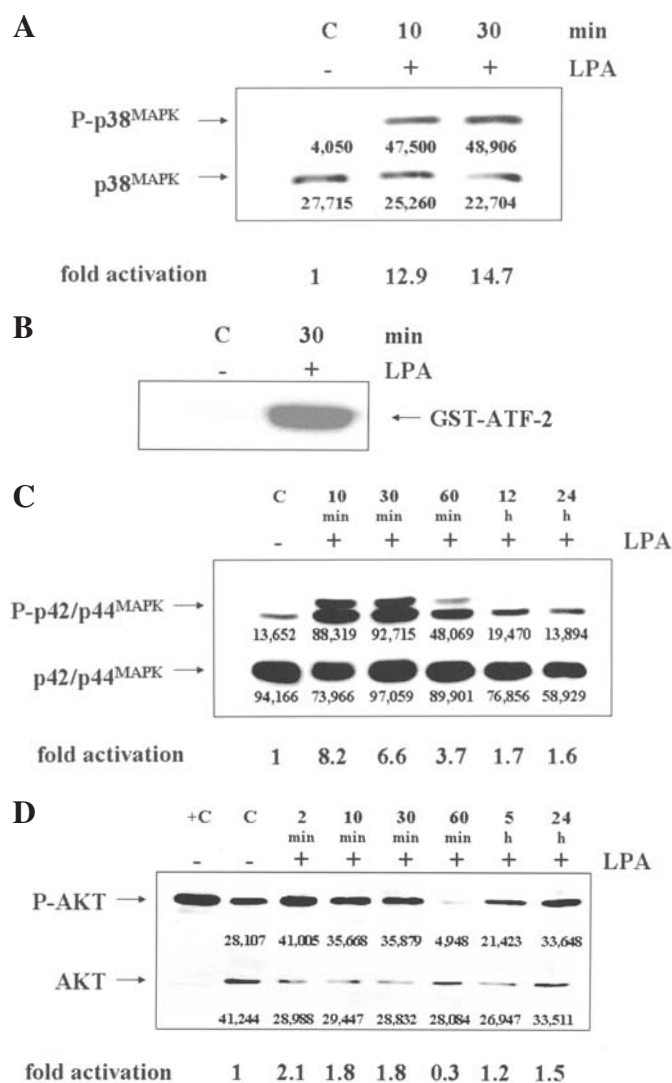 A
C 10 30 min
- + + LPA
P-p38MAPK
4,050 47,500 48,906
p38MAPK
27,715 25,260 22,704
fold activation 1 12.9 14.7
B
C 30 min
- + LPA
GST-ATF-2
C
C 10 30 60 12 24
min min min h h
- + + + + + LPA
P-p42/p44MAPK
13,652 88,319 92,715 48,069 19,470 13,894
p42/p44MAPK
94,166 73,966 97,059 89,901 76,856 58,929
fold activation 1 8.2 6.6 3.7 1.7 1.6
D
+C C 2 10 30 60 5 24
min min min min h h
- - + + + + + + LPA
P-AKT
28,107 41,005 35,668 35,879 4,948 21,423 33,648
AKT
41,244 28,988 29,447 28,832 28,084 26,947 33,511
fold activation 1 2.1 1.8 1.8 0.3 1.2 1.5